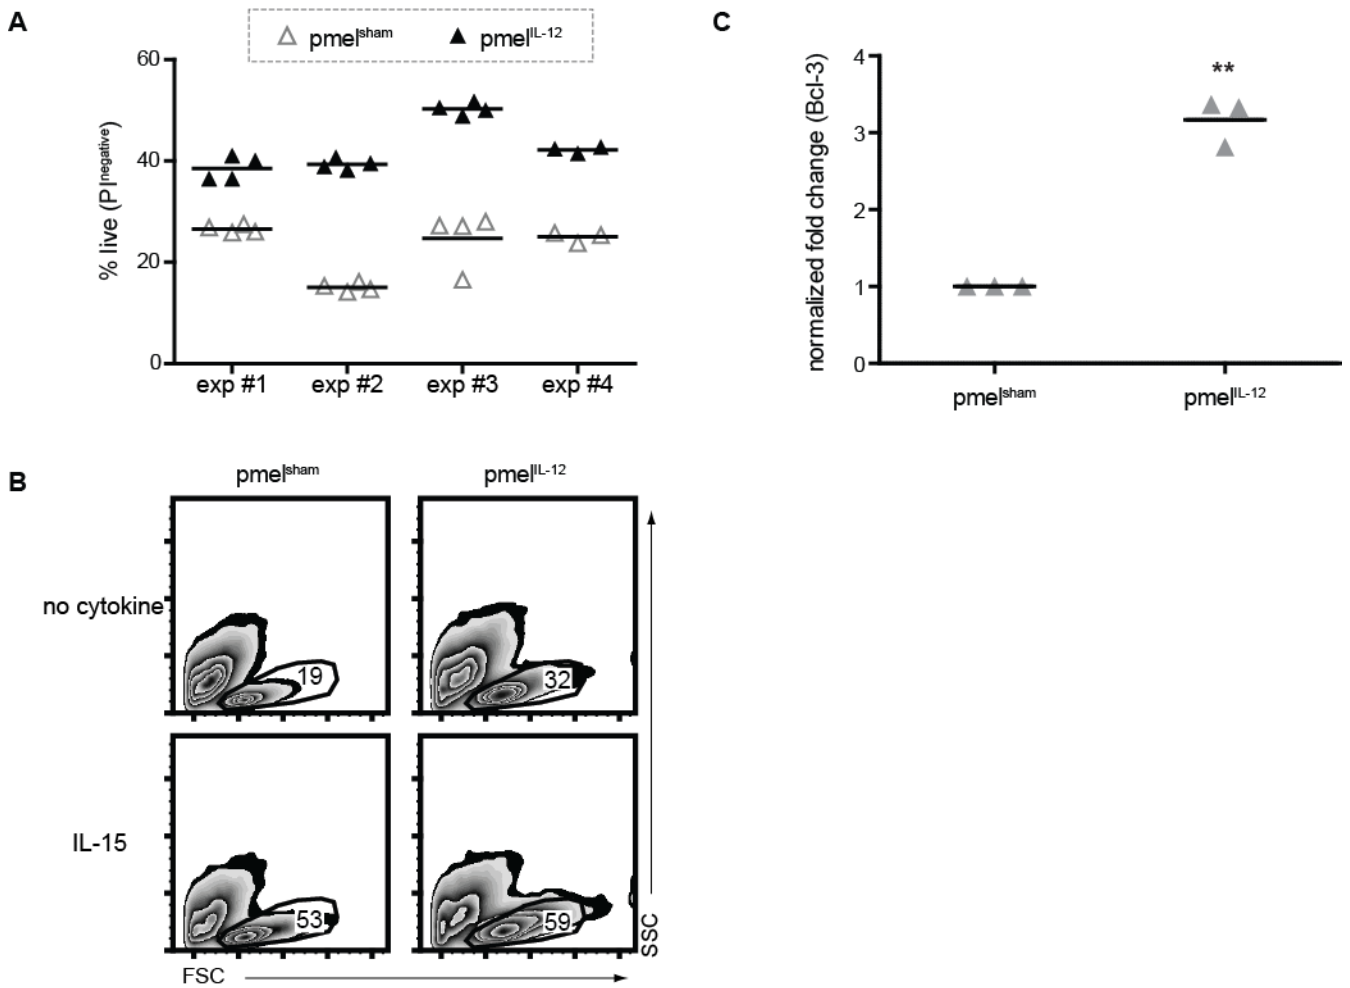 A
pmel^sham pmel^IL-12
% live (PI^negative)
60
40
20
0
exp #1 exp #2 exp #3 exp #4
C
normalized fold change (Bcl-3)
4
3
2
1
0
**
pmel^sham pmel^IL-12
B
pmel^sham pmel^IL-12
no cytokine
19
32
IL-15
53
59
FSC
SSC